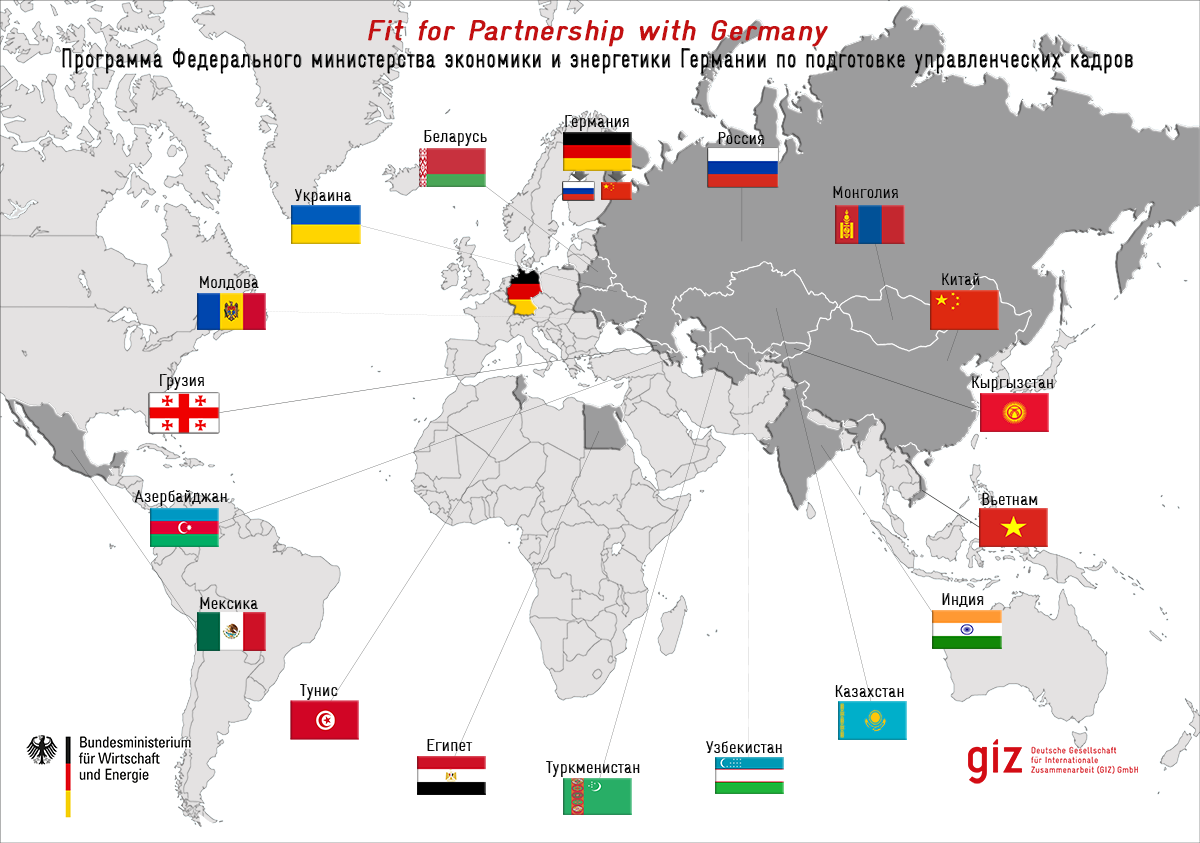 Fit for Partnership with Germany
Программа Федерального министерства экономики и энергетики Германии по подготовке управленческих кадров
Германия
Беларусь
Россия
Украина
Монголия
Молдова
Китай
Грузия
Кыргызстан
Азербайджан
Вьетнам
Мексика
Индия
Тунис
Казахстан
Египет
Узбекистан
Туркменистан
Bundesministerium
für Wirtschaft
und Energie
giz
Deutsche Gesellschaft
für Internationale
Zusammenarbeit (GIZ) GmbH